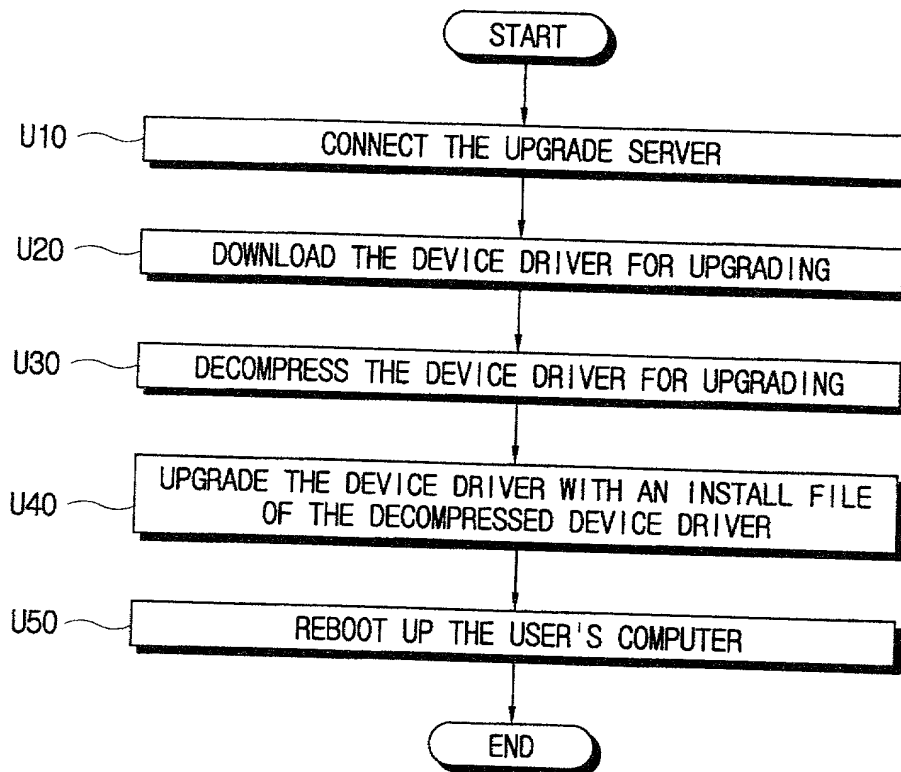 START
U10
CONNECT THE UPGRADE SERVER
U20
DOWNLOAD THE DEVICE DRIVER FOR UPGRADING
U30
DECOMPRESS THE DEVICE DRIVER FOR UPGRADING
U40
UPGRADE THE DEVICE DRIVER WITH AN INSTALL FILE
OF THE DECOMPRESSED DEVICE DRIVER
U50
REBOOT UP THE USER'S COMPUTER
END